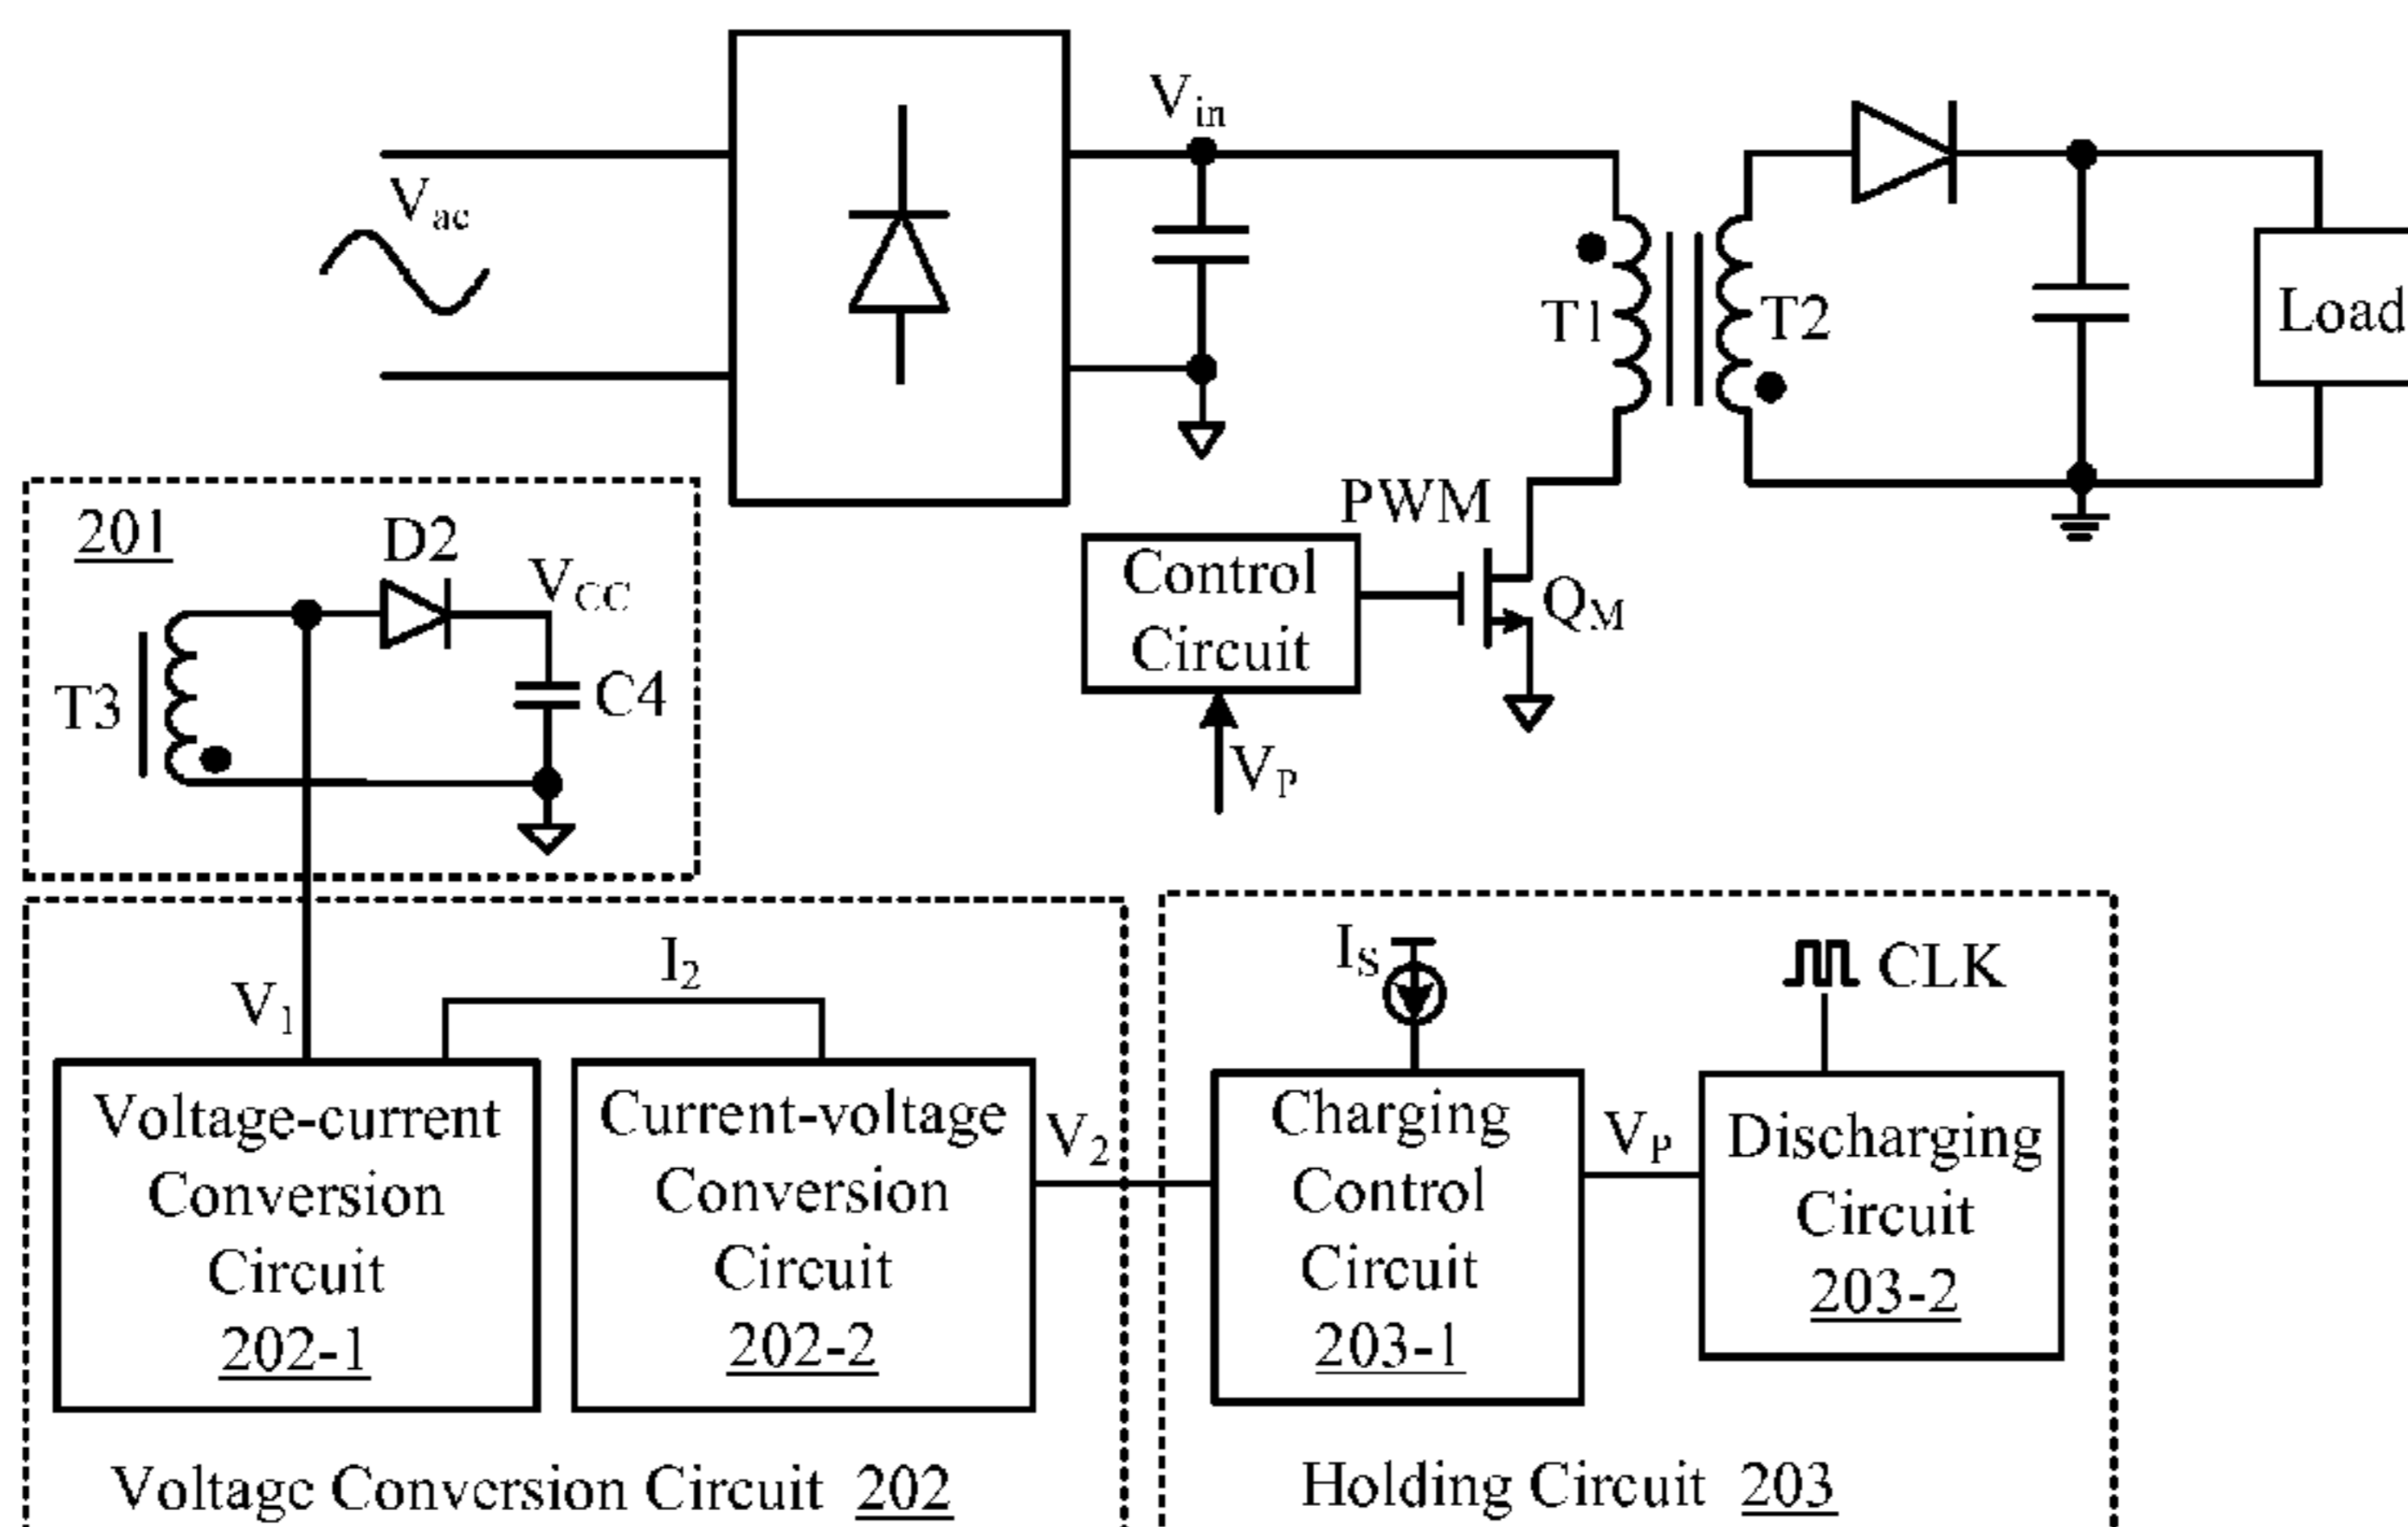 Vin
Vac
T1
T2
Load
PWM
Control
Circuit
QM
VP
201
D2
VCC
T3
C4
V1
I2
Voltage-current
Conversion
Circuit
202-1
Current-voltage
Conversion
Circuit
202-2
V2
Voltage Conversion Circuit 202
IS
CLK
Charging
Control
Circuit
203-1
VP
Discharging
Circuit
203-2
Holding Circuit 203